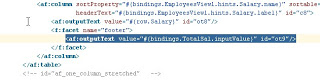 <af:column sortProperty="#{bindings.EmployeesView1.hints.Salary.name}" sortable=
headerText="#{bindings.EmployeesView1.hints.Salary.label}" id="c8">
<af:outputText value="#{row.Salary}" id="ot8"/>
<f:facet name="footer">
<af:outputText value="#{bindings.TotalSal.inputValue}" id="ot9"/>
</f:facet>
</af:column>
</af:table>
<!-- id="af_one_column_stretched" -->